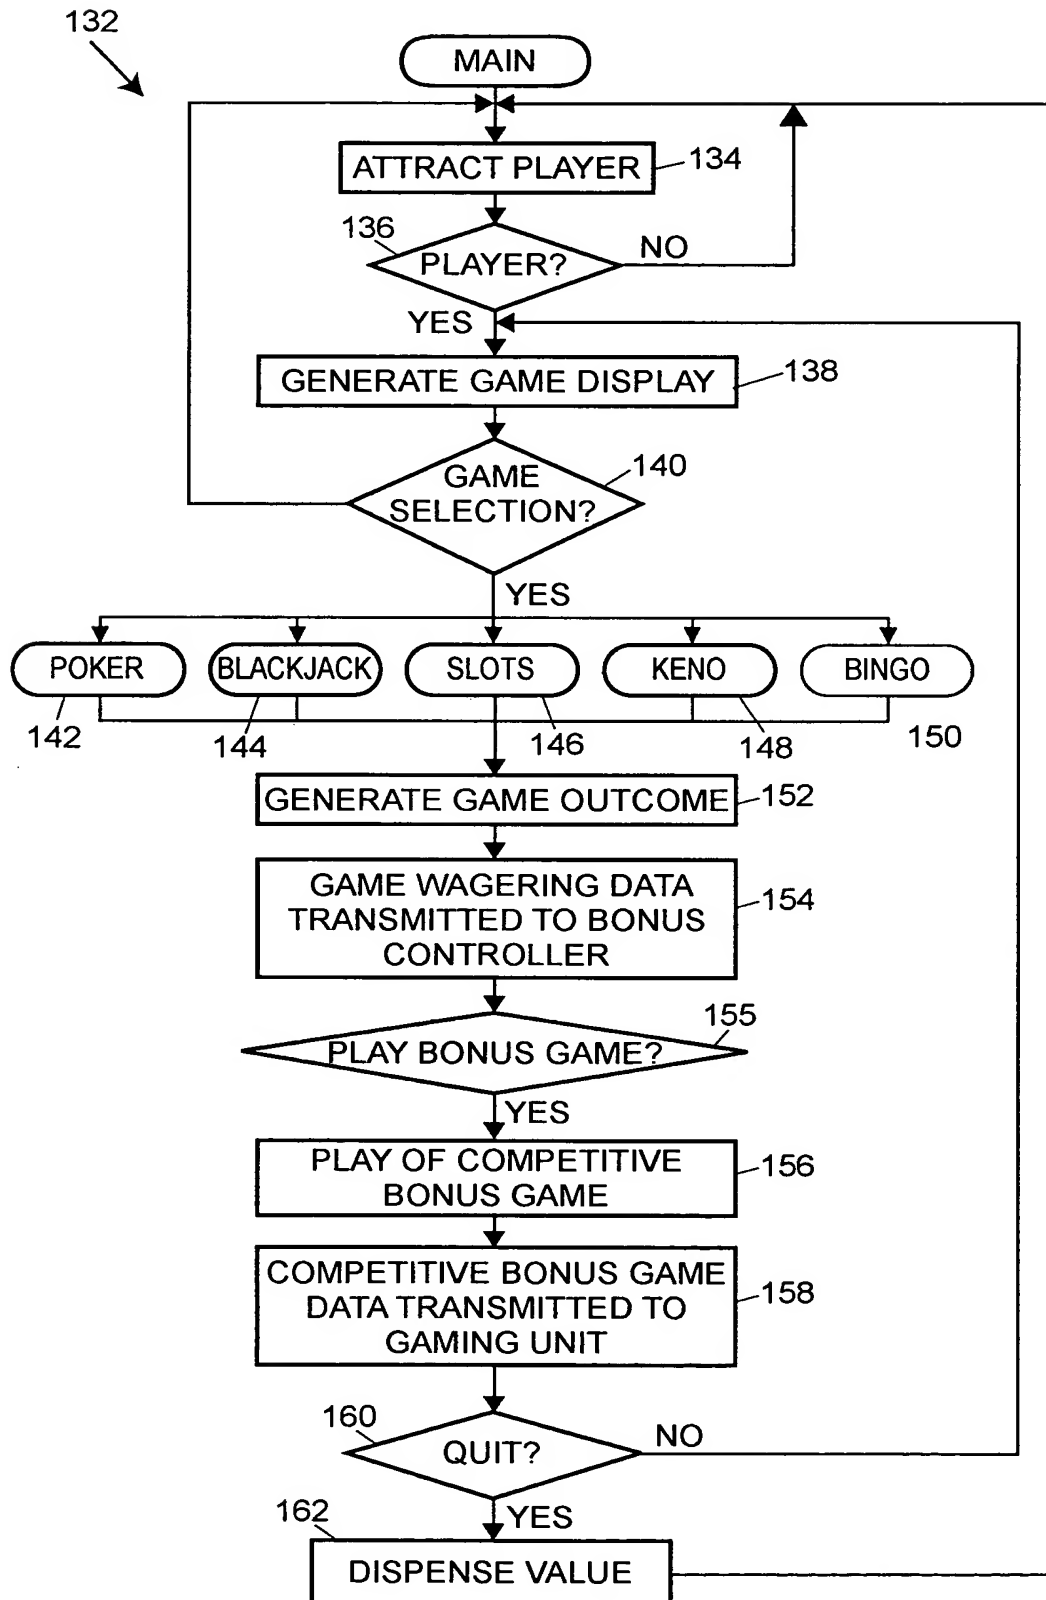 132
MAIN
ATTRACT PLAYER
134
136
PLAYER?
NO
YES
GENERATE GAME DISPLAY
138
GAME
SELECTION?
140
YES
POKER
BLACKJACK
SLOTS
KENO
BINGO
142
144
146
148
150
GENERATE GAME OUTCOME
152
GAME WAGERING DATA
TRANSMITTED TO BONUS
CONTROLLER
154
155
PLAY BONUS GAME?
YES
PLAY OF COMPETITIVE
BONUS GAME
156
COMPETITIVE BONUS GAME
DATA TRANSMITTED TO
GAMING UNIT
158
160
QUIT?
NO
YES
162
DISPENSE VALUE